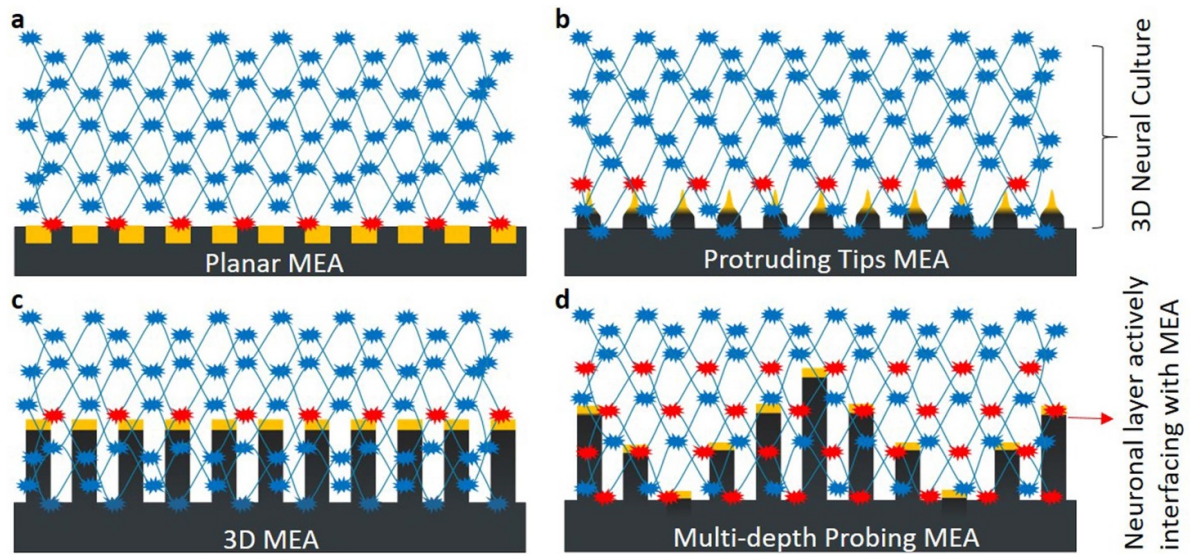 a
b
Planar MEA
Protruding Tips MEA
3D Neural Culture
c
d
3D MEA
Multi-depth Probing MEA
Neuronal layer actively
interfacing with MEA